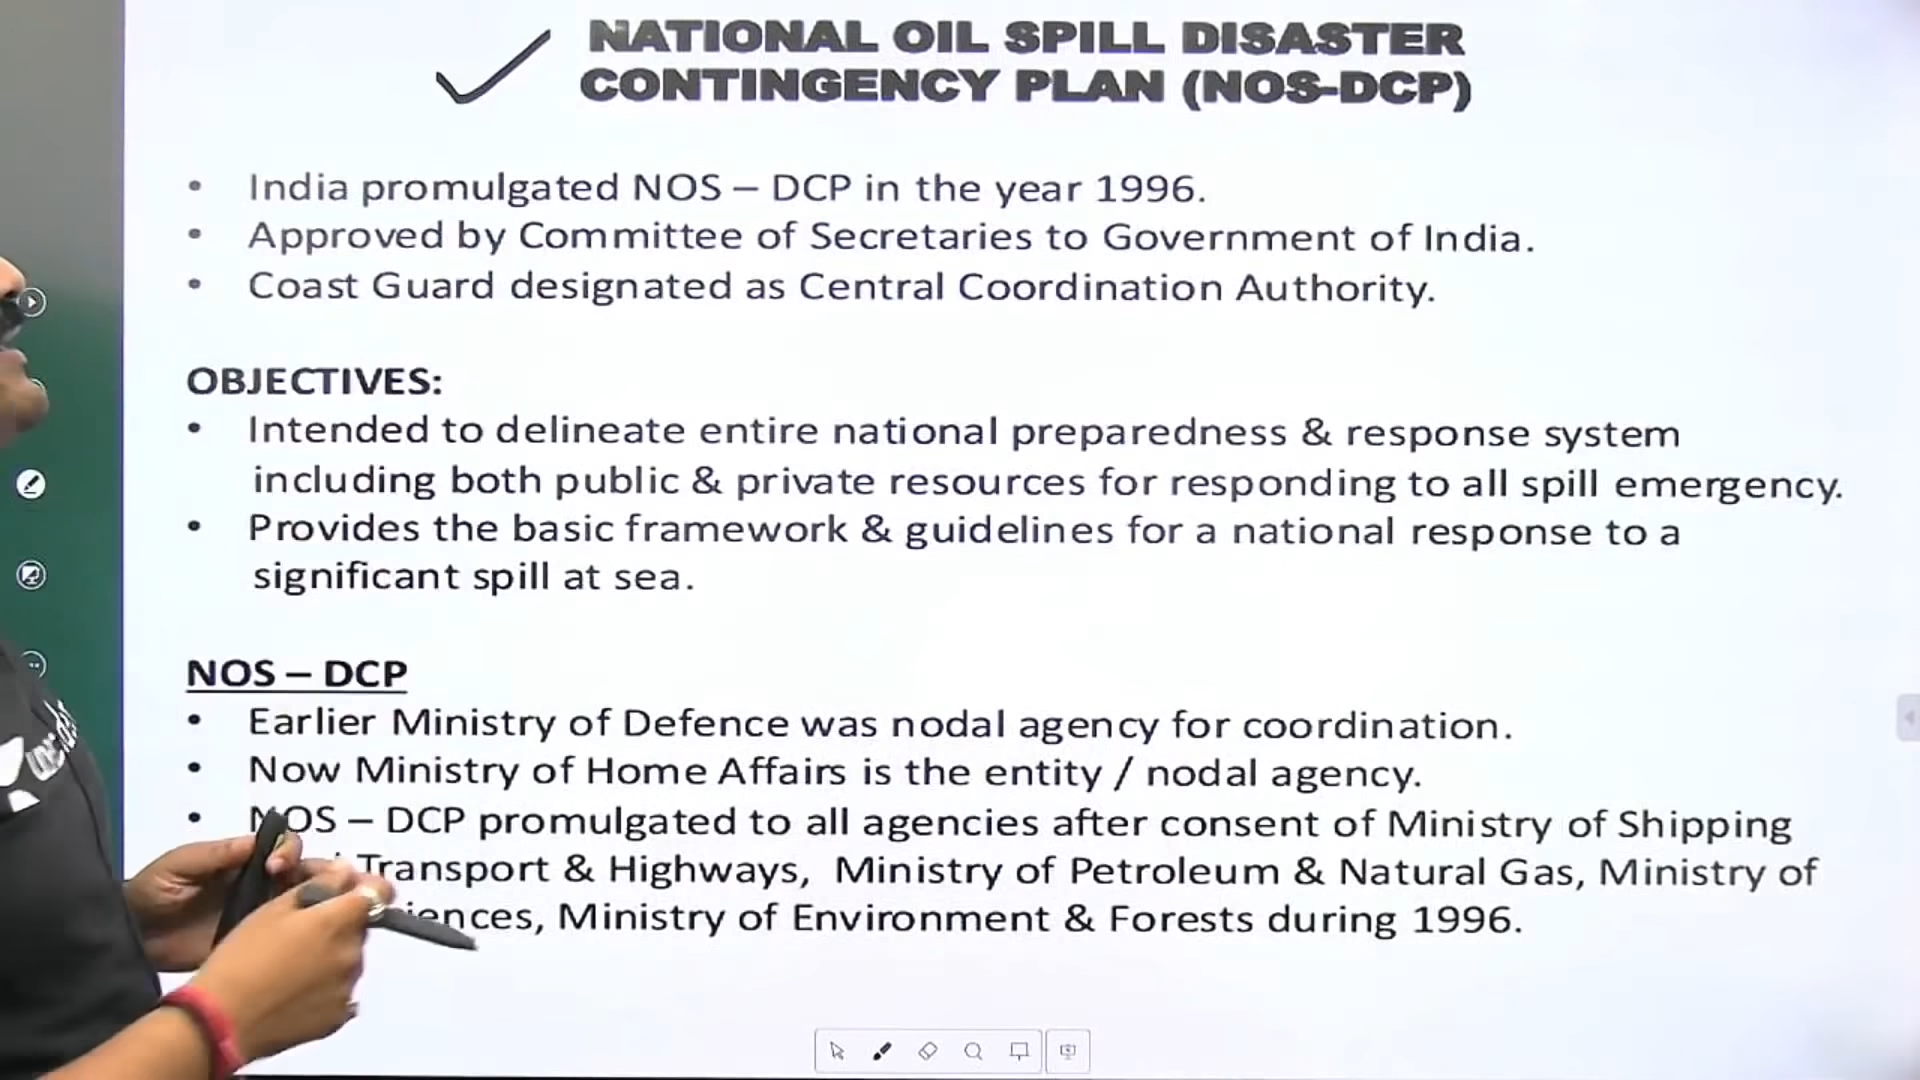 NATIONAL OIL SPILL DISASTER
CONTINGENCY PLAN (NOS-DCP)
• India promulgated NOS – DCP in the year 1996.
• Approved by Committee of Secretaries to Government of India.
• Coast Guard designated as Central Coordination Authority.
OBJECTIVES:
• Intended to delineate entire national preparedness & response system
including both public & private resources for responding to all spill emergency.
• Provides the basic framework & guidelines for a national response to a
significant spill at sea.
NOS – DCP
• Earlier Ministry of Defence was nodal agency for coordination.
• Now Ministry of Home Affairs is the entity / nodal agency.
• NOS – DCP promulgated to all agencies after consent of Ministry of Shipping
Transport & Highways, Ministry of Petroleum & Natural Gas, Ministry of
Ministry of Environment & Forests during 1996.